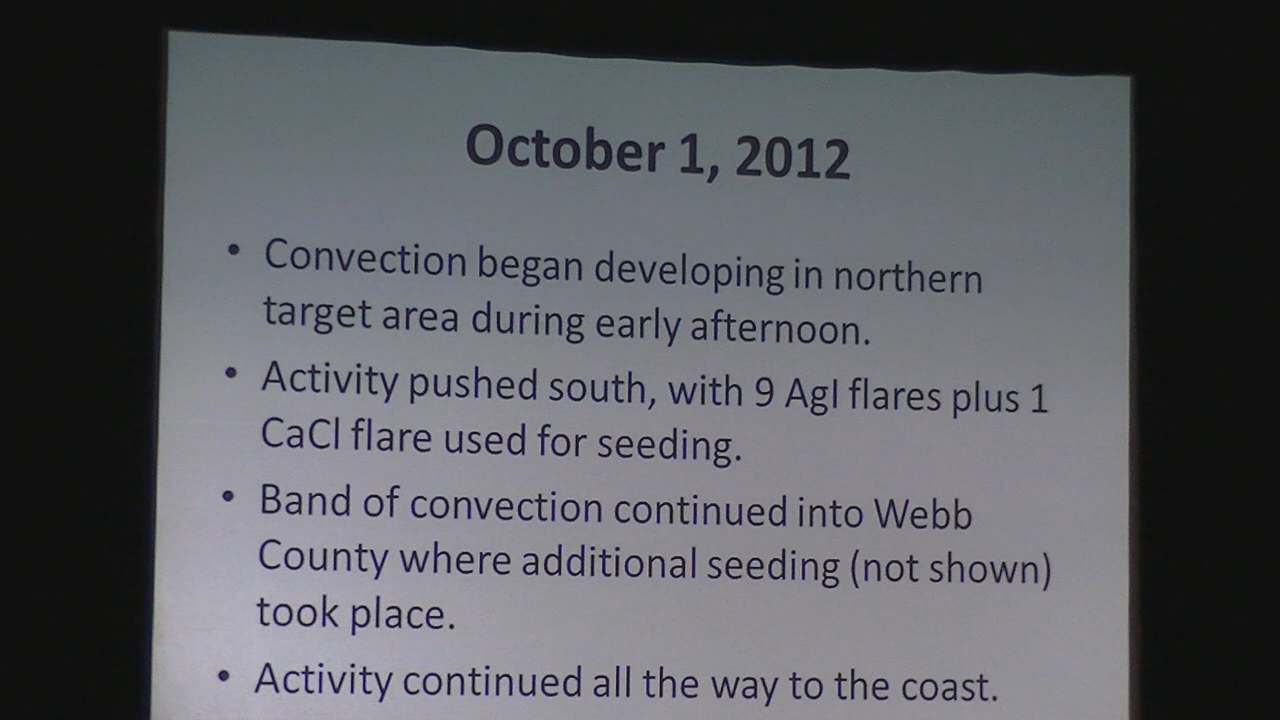 October 1, 2012
• Convection began developing in northern
target area during early afternoon.
• Activity pushed south, with 9 AgI flares plus 1
CaCl flare used for seeding.
• Band of convection continued into Webb
County where additional seeding (not shown)
took place.
• Activity continued all the way to the coast.